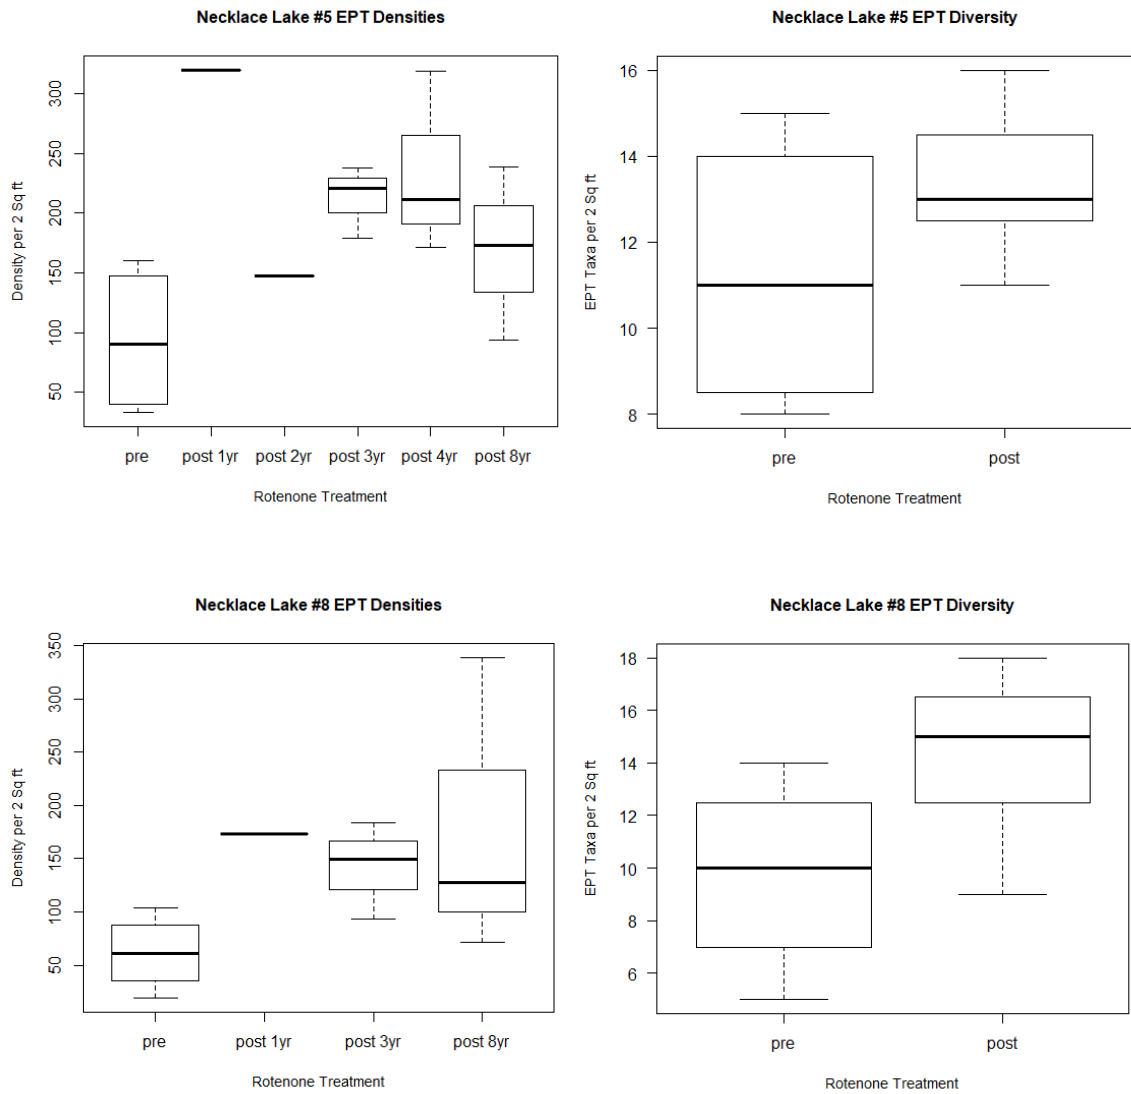 Necklace Lake #5 EPT Densities
Density per 2 Sq ft
300
250
200
150
100
50
pre post 1yr post 2yr post 3yr post 4yr post 8yr
Rotenone Treatment
Necklace Lake #5 EPT Diversity
EPT Taxa per 2 Sq ft
16
14
12
10
8
pre post
Rotenone Treatment
Necklace Lake #8 EPT Densities
Density per 2 Sq ft
350
300
250
200
150
100
50
pre post 1yr post 3yr post 8yr
Rotenone Treatment
Necklace Lake #8 EPT Diversity
EPT Taxa per 2 Sq ft
18
16
14
12
10
8
6
pre post
Rotenone Treatment